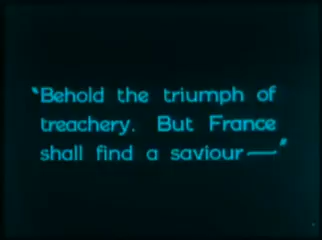 "Behold the triumph of
treachery. But France
shall find a saviour—"